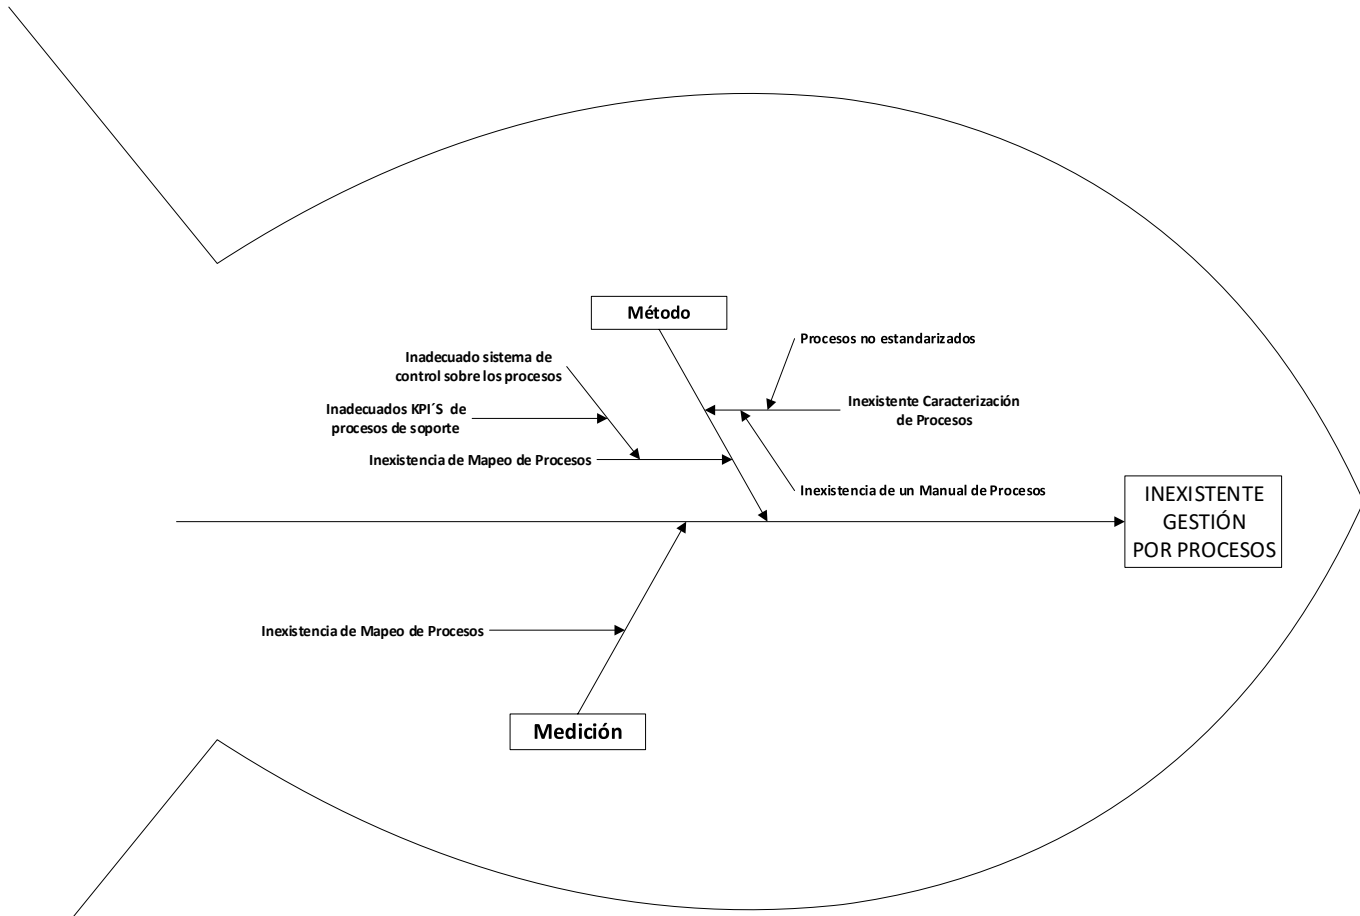 Método
Procesos no estandarizados
Inadecuado sistema de
control sobre los procesos
Inexistente Caracterización
de Procesos
Inadecuados KPI´S de
procesos de soporte
Inexistencia de Mapeo de Procesos
Inexistencia de un Manual de Procesos
INEXISTENTE
GESTIÓN
POR PROCESOS
Inexistencia de Mapeo de Procesos
Medición